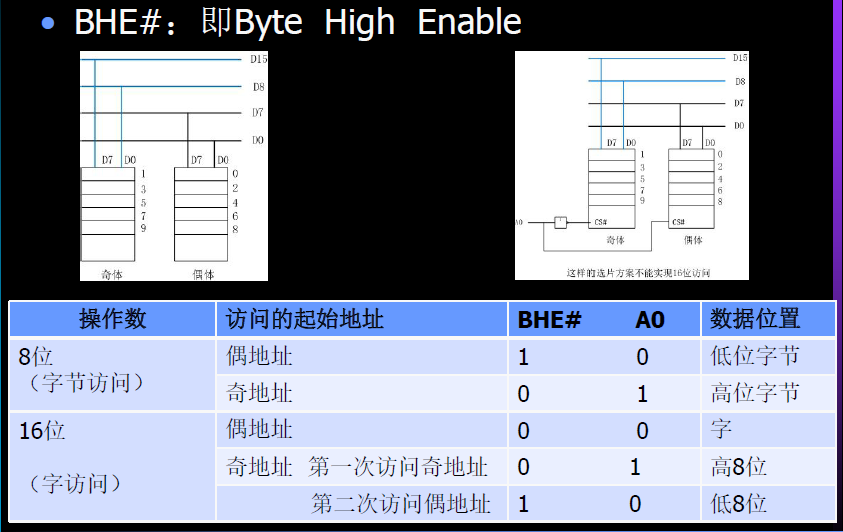 • BHE#：即Byte High Enable
D15
D8
D7
D0
D7 D0 D7 D0
1 0
3 2
5 4
7 6
9 8
奇体 偶体
D15
D8
D7
D0
D7 D0 D7 D0
1 0
3 2
5 4
7 6
9 8
A0 1 CS# CS#
奇体 偶体
这样的选片方案不能实现16位访问
操作数 访问的起始地址 BHE# A0 数据位置
8位 偶地址 1 0 低位字节
（字节访问） 奇地址 0 1 高位字节
16位 偶地址 0 0 字
（字访问） 奇地址 第一次访问奇地址 0 1 高8位
第二次访问偶地址 1 0 低8位